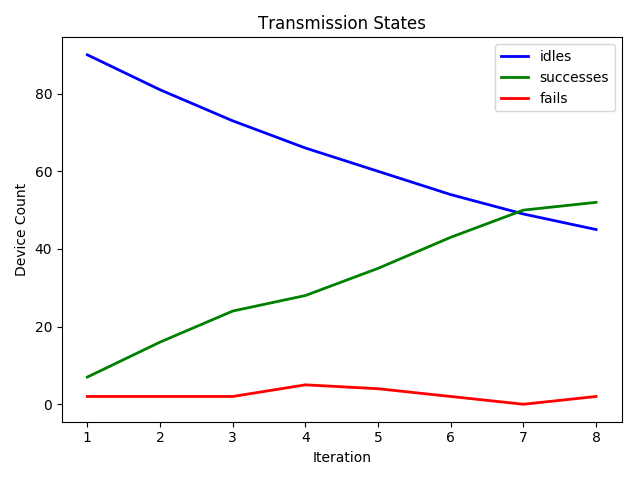 Transmission States
idles
successes
fails
Device Count
80
60
40
20
0
1 2 3 4 5 6 7 8
Iteration